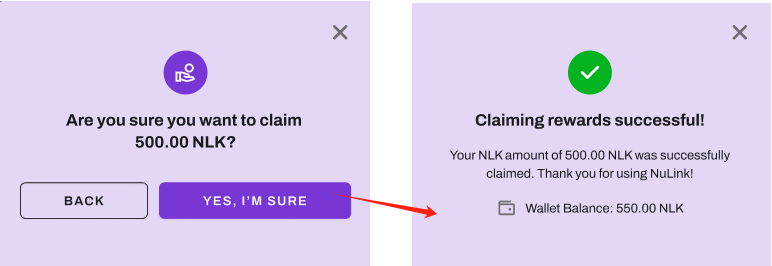 Are you sure you want to claim
500.00 NLK?
BACK
YES, I'M SURE
Claiming rewards successful!
Your NLK amount of 500.00 NLK was successfully
claimed. Thank you for using NuLink!
Wallet Balance: 550.00 NLK